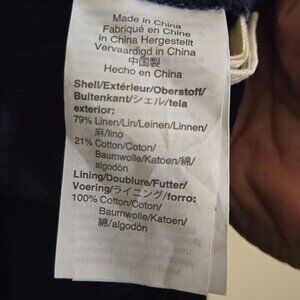 Made in China
Fabriqué en Chine
in China Hergestellt
Vervaardigd in China
中国製
Hecho en China
Shell/Extérieur/Oberstoff/
Buitenkant/シェル/tela
exterior:
79% Linen/Lin/Leinen/Linnen/
麻/lino
21% Cotton/Coton/
Baumwolle/Katoen/綿/
algodón
Lining/Doublure/Futter/
Voering/ライニング/forro:
100% Cotton/Coton/
Baumwolle/Katoen/
綿/algodón